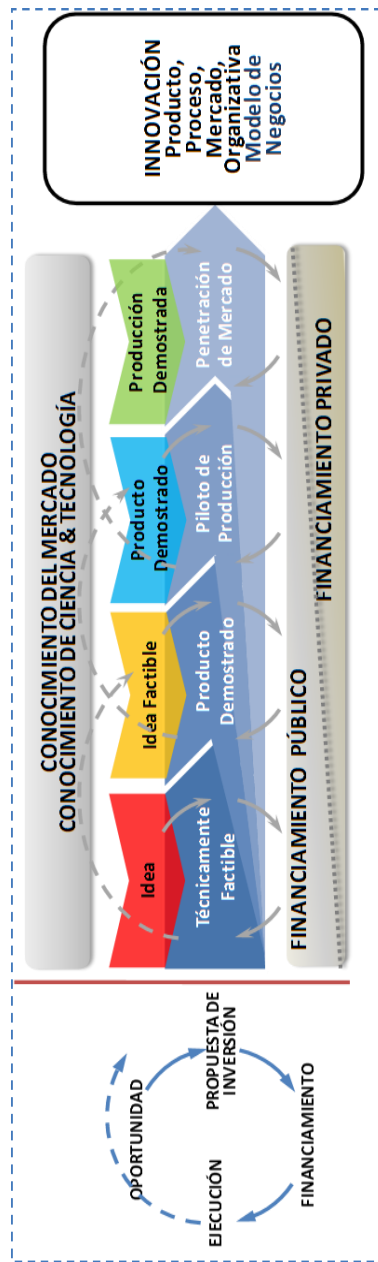 OPORTUNIDAD
PROPUESTA DE
INVERSIÓN
FINANCIAMIENTO
EJECUCIÓN
CONOCIMIENTO DEL MERCADO
CONOCIMIENTO DE CIENCIA & TECNOLOGÍA
Idea
Idea Factible
Producto
Demostrado
Producción
Demostrada
Técnicamente
Factible
Producto
Demostrado
Piloto de
Producción
Penetración
de Mercado
FINANCIAMIENTO PÚBLICO
FINANCIAMIENTO PRIVADO
INNOVACIÓN
Producto,
Proceso,
Mercado,
Organizativa
Modelo de
Negocios